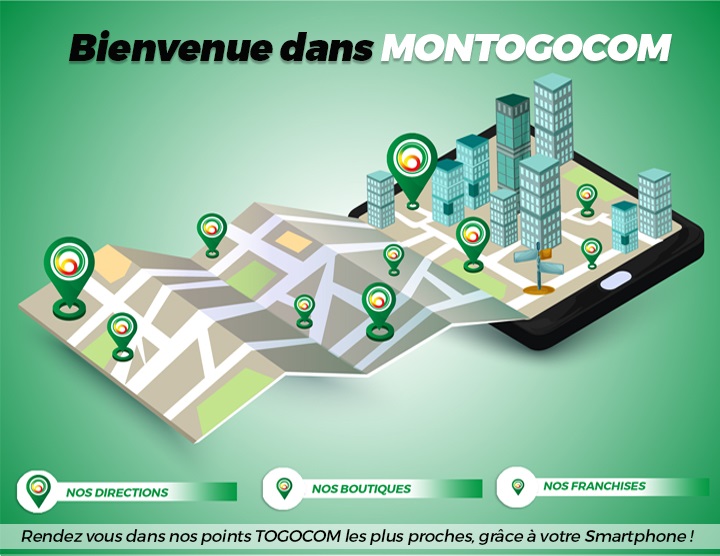 Bienvenue dans MONTOGOCOM
NOS DIRECTIONS
NOS BOUTIQUES
NOS FRANCHISES
Rendez vous dans nos points TOGOCOM les plus proches, grâce à votre Smartphone !